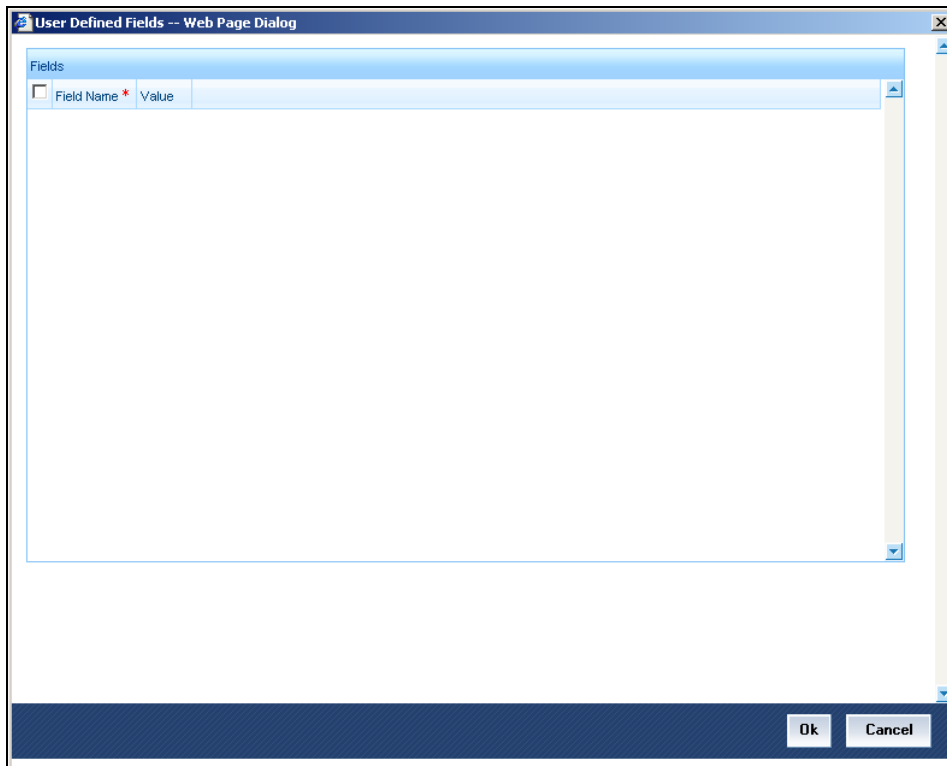 User Defined Fields -- Web Page Dialog
Fields
Field Name * Value
Ok Cancel